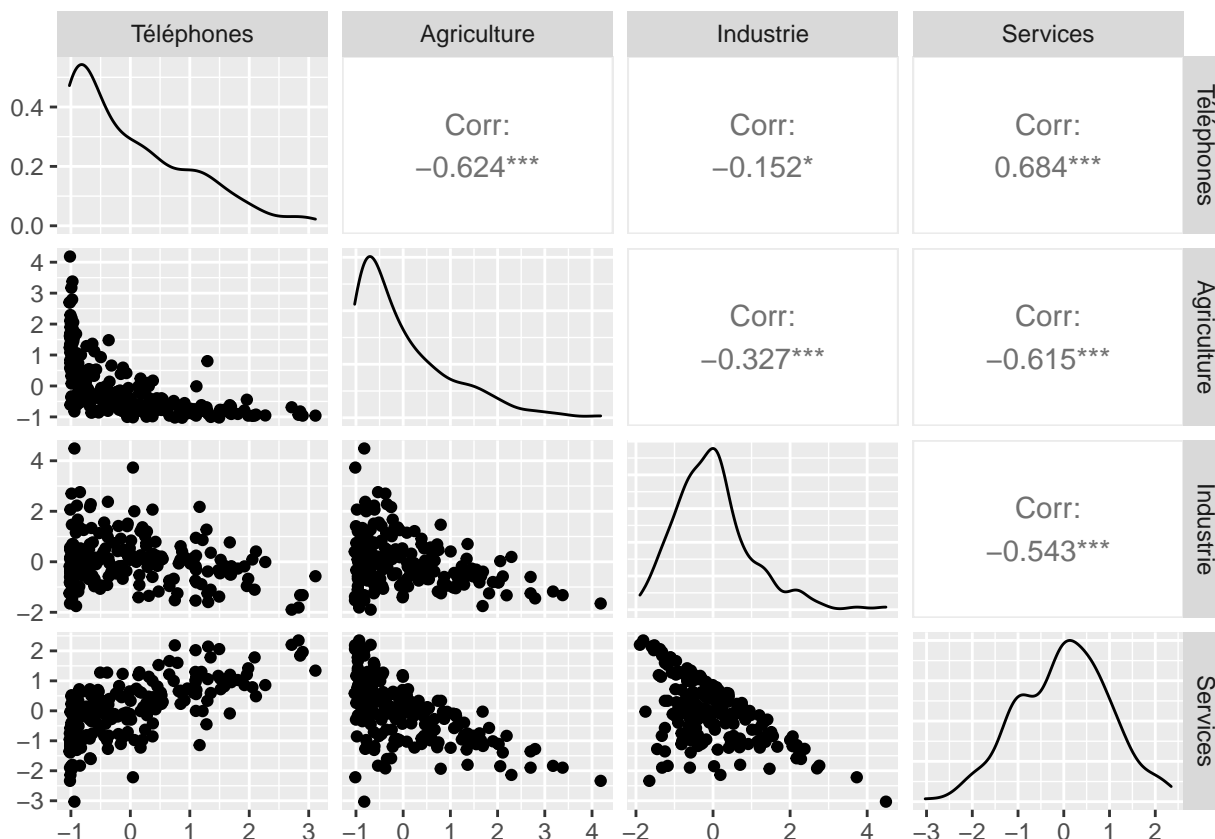 Téléphones Agriculture Industrie Services
0.4
0.2
0.0
Corr:
−0.624***
Corr:
−0.152*
Corr:
0.684***
Téléphones
4
3
2
1
0
−1
Corr:
−0.327***
Corr:
−0.615***
Agriculture
4
2
0
−2
Corr:
−0.543***
Industrie
2
1
0
−1
−2
−3
Services
−1 0 1 2 3 −1 0 1 2 3 4 −2 0 2 4 −3 −2 −1 0 1 2